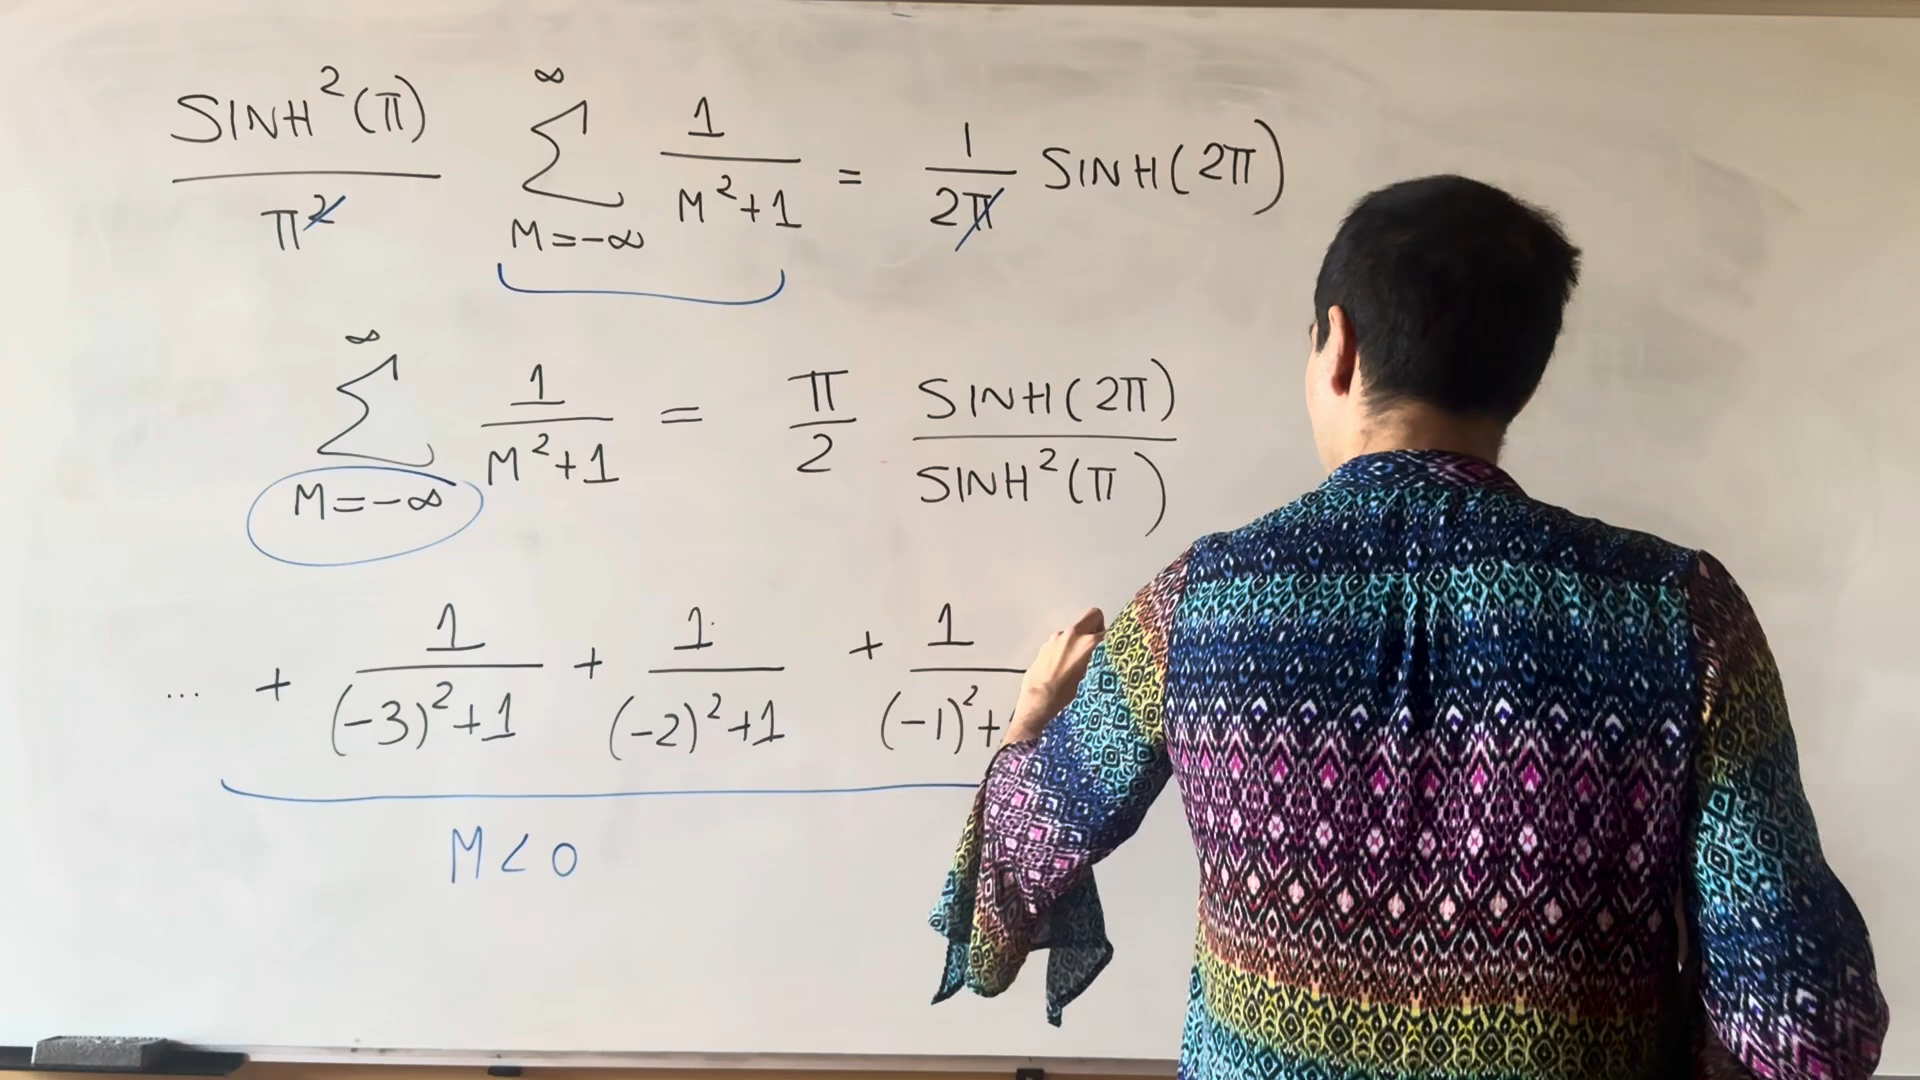 SINH²(π)/π² ∑_{M=-∞}^{∞} 1/(M²+1) = 1/(2π) SINH(2π)
∑_{M=-∞}^{∞} 1/(M²+1) = π/2 SINH(2π)/SINH²(π)
... + 1/((-3)²+1) + 1/((-2)²+1) + 1/((-1)²+
M < 0